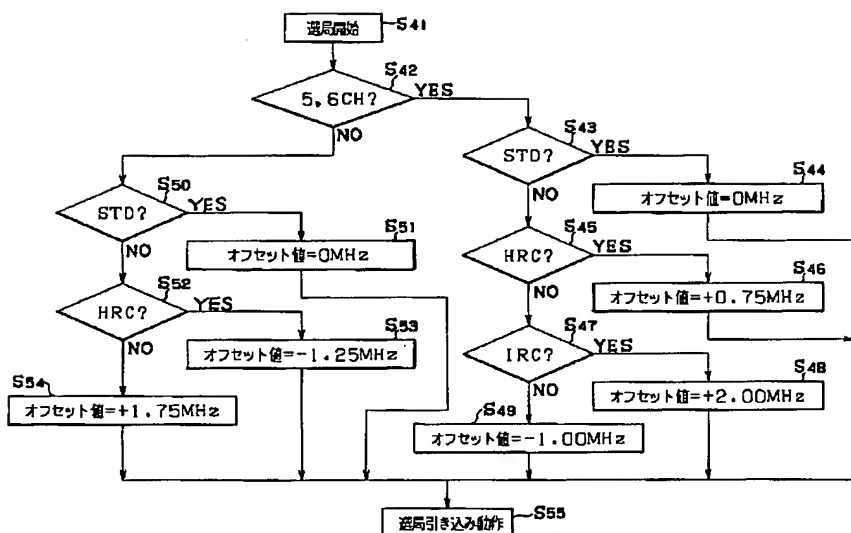 選局開始 S41
S42
5,6CH? YES
NO
S43
STD? YES
NO
S44
オフセット値=0MHz
S50
STD? YES
NO
S51
オフセット値=0MHz
S45
HRC? YES
NO
S46
オフセット値=+0.75MHz
S52
HRC? YES
NO
S53
オフセット値=-1.25MHz
S47
IRC? YES
NO
S48
オフセット値=+2.00MHz
S54
オフセット値=+1.75MHz
S49
オフセット値=-1.00MHz
選局引き込み動作 S55